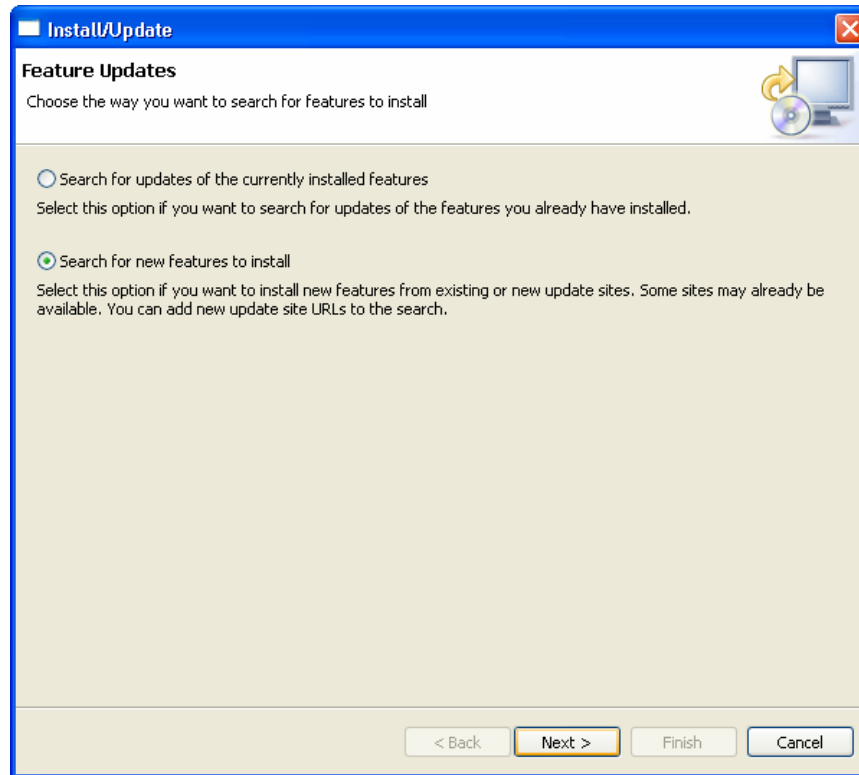 Install/Update
Feature Updates
Choose the way you want to search for features to install
Search for updates of the currently installed features
Select this option if you want to search for updates of the features you already have installed.
Search for new features to install
Select this option if you want to install new features from existing or new update sites. Some sites may already be
available. You can add new update site URLs to the search.
< Back Next > Finish Cancel